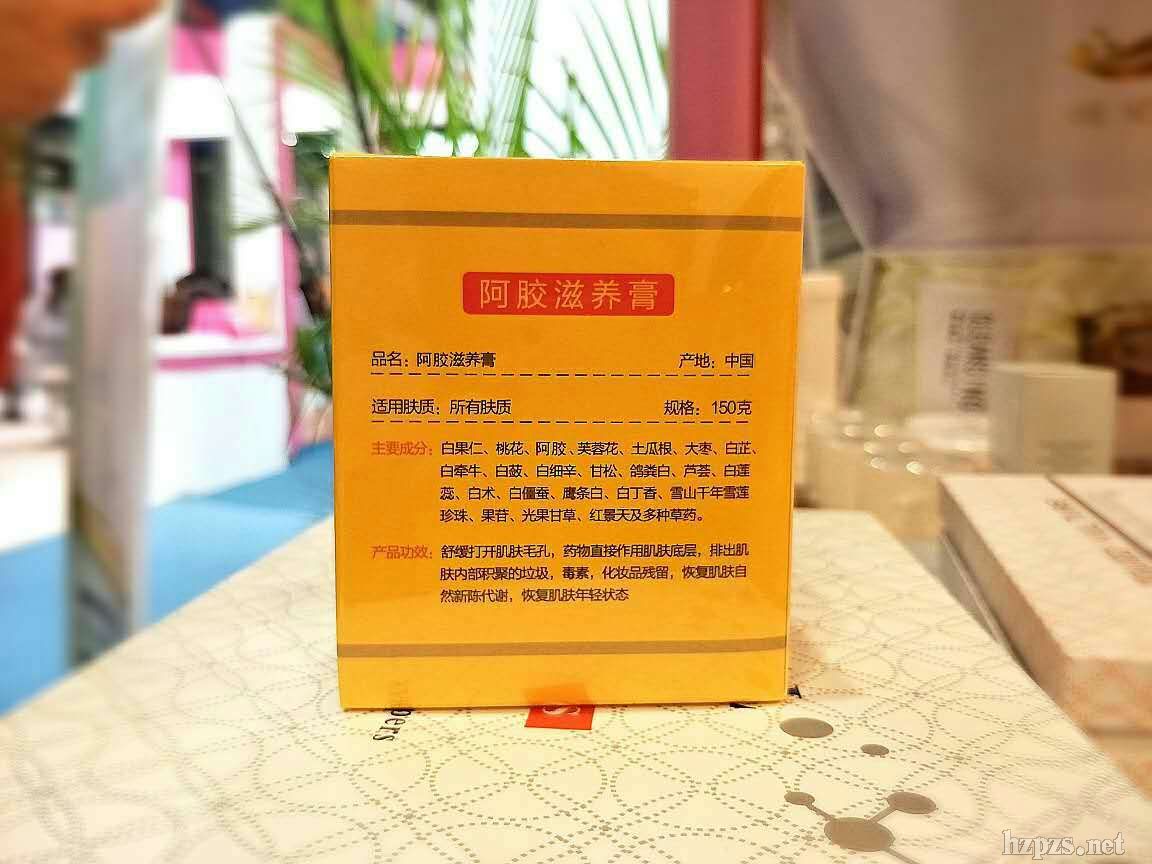 阿胶滋养膏
品名：阿胶滋养膏 产地：中国
适用肤质：所有肤质 规格：150克
主要成分：白果仁、桃花、阿胶、芙蓉花、土瓜根、大枣、白芷、
白牵牛、白蔹、白细辛、甘松、鸽粪白、芦荟、白莲
蕊、白术、白僵蚕、鹰条白、白丁香、雪山千年雪莲
珍珠、果苷、光果甘草、红景天及多种草药。
产品功效：舒缓打开肌肤毛孔，药物直接作用肌肤底层，排出肌
肤内部积聚的垃圾，毒素，化妆品残留，恢复肌肤自
然新陈代谢，恢复肌肤年轻状态
hzpzs.net